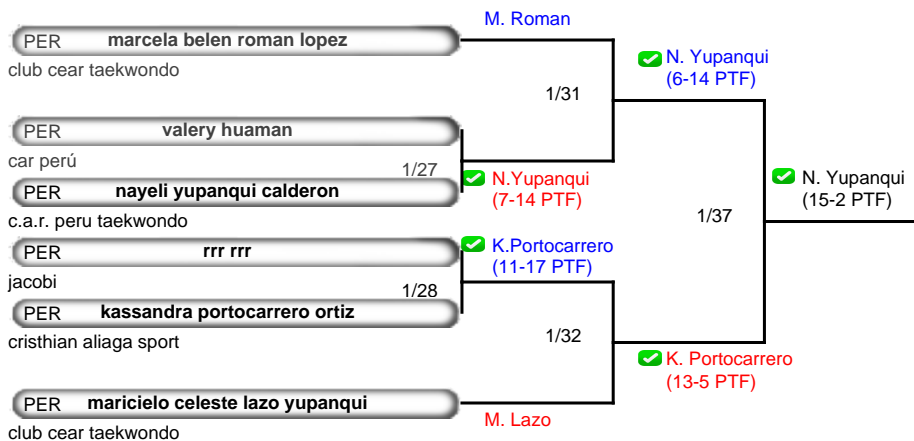 M. Roman
PER marcela belen roman lopez
club cear taekwondo
N. Yupanqui
(6-14 PTF)
1/31
PER valery huaman
car perú
1/27
N.Yupanqui
(7-14 PTF)
PER nayeli yupanqui calderon
c.a.r. peru taekwondo
N. Yupanqui
(15-2 PTF)
1/37
PER rrr rrr
jacobi
K.Portocarrero
(11-17 PTF)
1/28
PER kassandra portocarrero ortiz
cristhian aliaga sport
1/32
K. Portocarrero
(13-5 PTF)
PER maricielo celeste lazo yupanqui
club cear taekwondo
M. Lazo